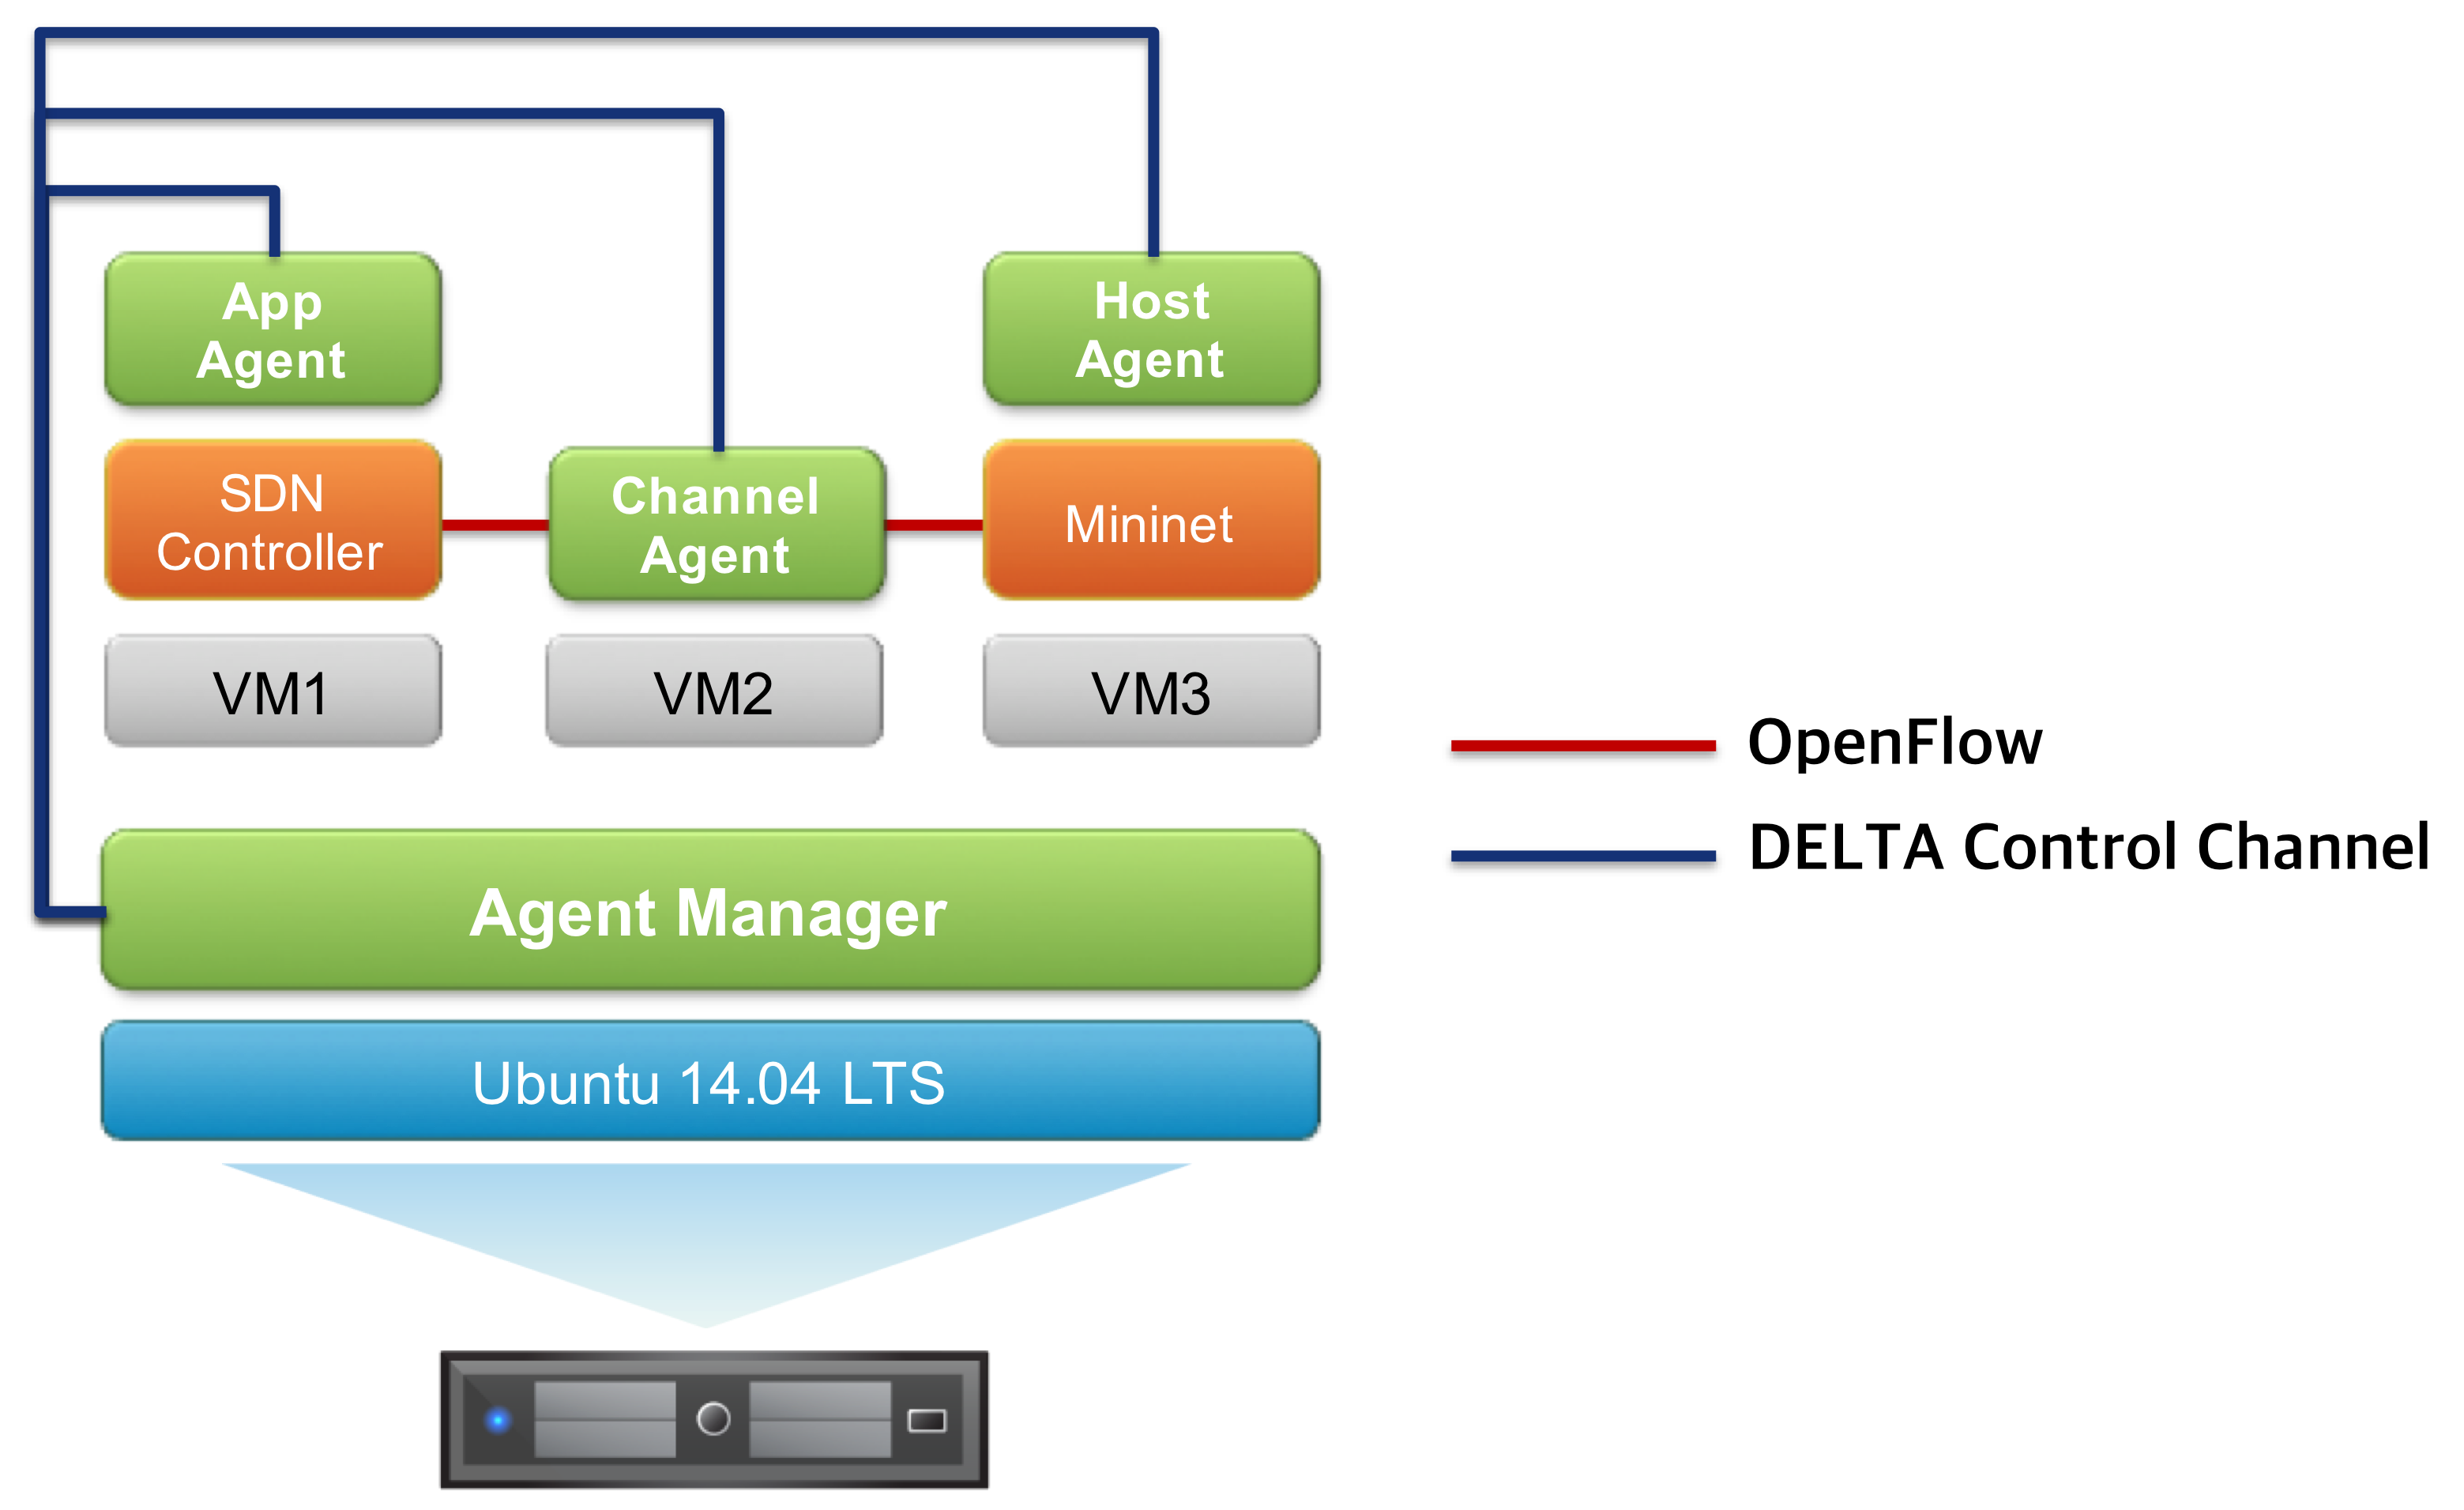 App
Agent
Host
Agent
SDN
Controller
Channel
Agent
Mininet
VM1
VM2
VM3
OpenFlow
DELTA Control Channel
Agent Manager
Ubuntu 14.04 LTS